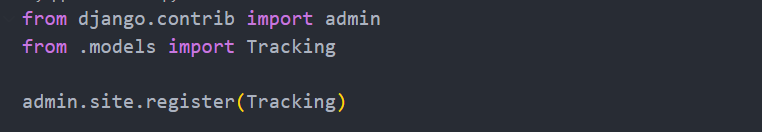 from django.contrib import admin
from .models import Tracking
admin.site.register(Tracking)